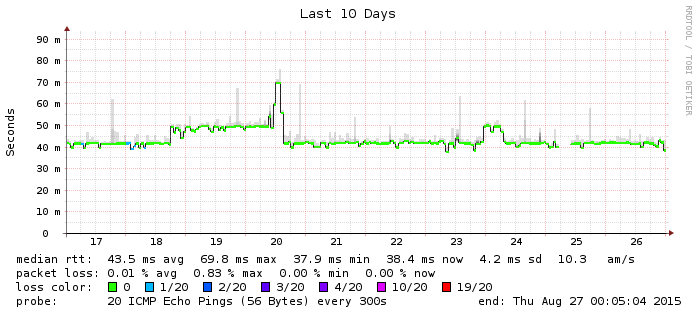 Last 10 Days
RRDTOOL / TOBI OETIKER
Seconds
90 m
80 m
70 m
60 m
50 m
40 m
30 m
20 m
10 m
0
17 18 19 20 21 22 23 24 25 26
median rtt: 43.5 ms avg 69.8 ms max 37.9 ms min 38.4 ms now 4.2 ms sd 10.3 am/s
packet loss: 0.01 % avg 0.83 % max 0.00 % min 0.00 % now
loss color: 0 1/20 2/20 3/20 4/20 10/20 19/20
probe: 20 ICMP Echo Pings (56 Bytes) every 300s end: Thu Aug 27 00:05:04 2015